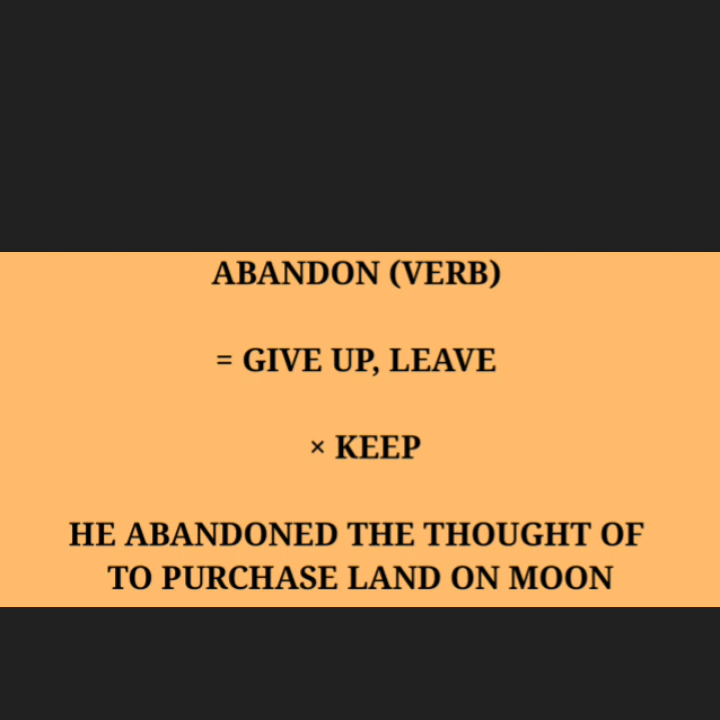 ABANDON (VERB)
= GIVE UP, LEAVE
× KEEP
HE ABANDONED THE THOUGHT OF
TO PURCHASE LAND ON MOON